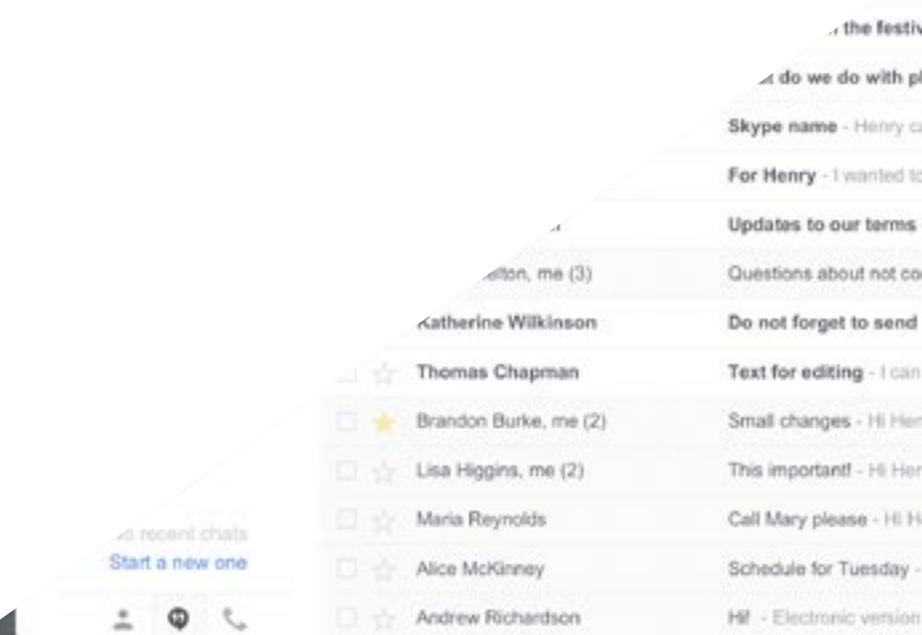 the festiv
do we do with pl
Skype name - Henry ca
For Henry - I wanted to
Updates to our terms
elton, me (3) Questions about not co
Katherine Wilkinson Do not forget to send
Thomas Chapman Text for editing - I can
Brandon Burke, me (2) Small changes - Hi Hen
Lisa Higgins, me (2) This important! - Hi Hen
Maria Reynolds Call Mary please - Hi H
Alice McKinney Schedule for Tuesday -
Andrew Richardson Hi! - Electronic version
recent chats
Start a new one